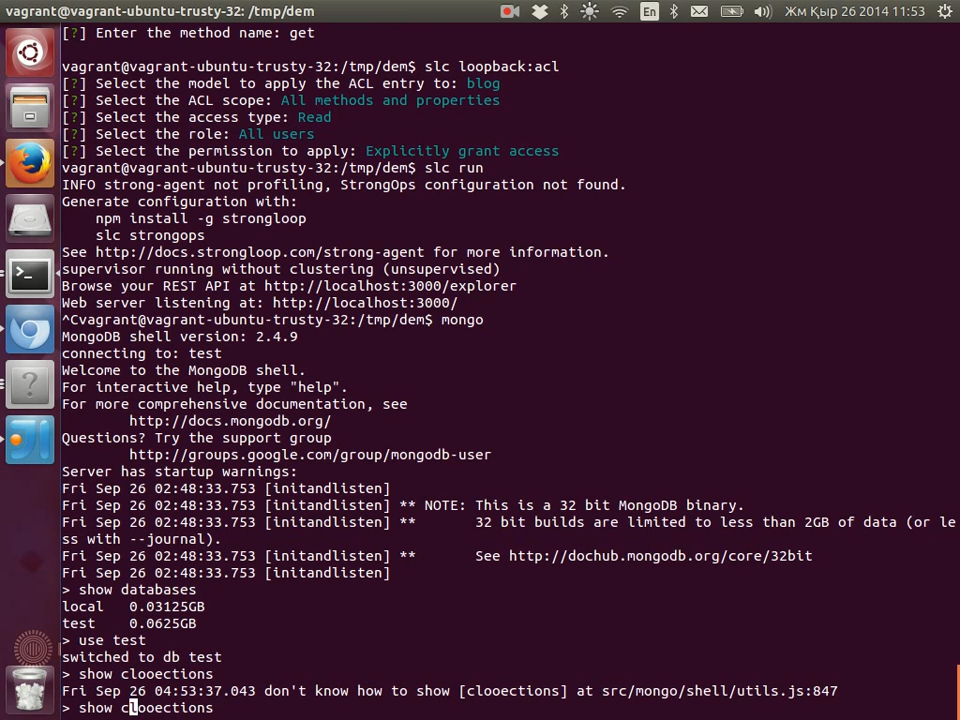 vagrant@vagrant-ubuntu-trusty-32: /tmp/dem
En
Жм Қыр 26 2014 11:53
[?] Enter the method name: get
vagrant@vagrant-ubuntu-trusty-32:/tmp/dem$ slc loopback:acl
[?] Select the model to apply the ACL entry to: blog
[?] Select the ACL scope: All methods and properties
[?] Select the access type: Read
[?] Select the role: All users
[?] Select the permission to apply: Explicitly grant access
vagrant@vagrant-ubuntu-trusty-32:/tmp/dem$ slc run
INFO strong-agent not profiling, StrongOps configuration not found.
Generate configuration with:
    npm install -g strongloop
    slc strongops
See http://docs.strongloop.com/strong-agent for more information.
supervisor running without clustering (unsupervised)
Browse your REST API at http://localhost:3000/explorer
Web server listening at: http://localhost:3000/
^Cvagrant@vagrant-ubuntu-trusty-32:/tmp/dem$ mongo
MongoDB shell version: 2.4.9
connecting to: test
Welcome to the MongoDB shell.
For interactive help, type "help".
For more comprehensive documentation, see
        http://docs.mongodb.org/
Questions? Try the support group
        http://groups.google.com/group/mongodb-user
Server has startup warnings:
Fri Sep 26 02:48:33.753 [initandlisten]
Fri Sep 26 02:48:33.753 [initandlisten] ** NOTE: This is a 32 bit MongoDB binary.
Fri Sep 26 02:48:33.753 [initandlisten] **       32 bit builds are limited to less than 2GB of data (or le
ss with --journal).
Fri Sep 26 02:48:33.753 [initandlisten] **       See http://dochub.mongodb.org/core/32bit
Fri Sep 26 02:48:33.753 [initandlisten]
> show databases
local   0.03125GB
test    0.0625GB
> use test
switched to db test
> show clooections
Fri Sep 26 04:53:37.043 don't know how to show [clooections] at src/mongo/shell/utils.js:847
> show clooections